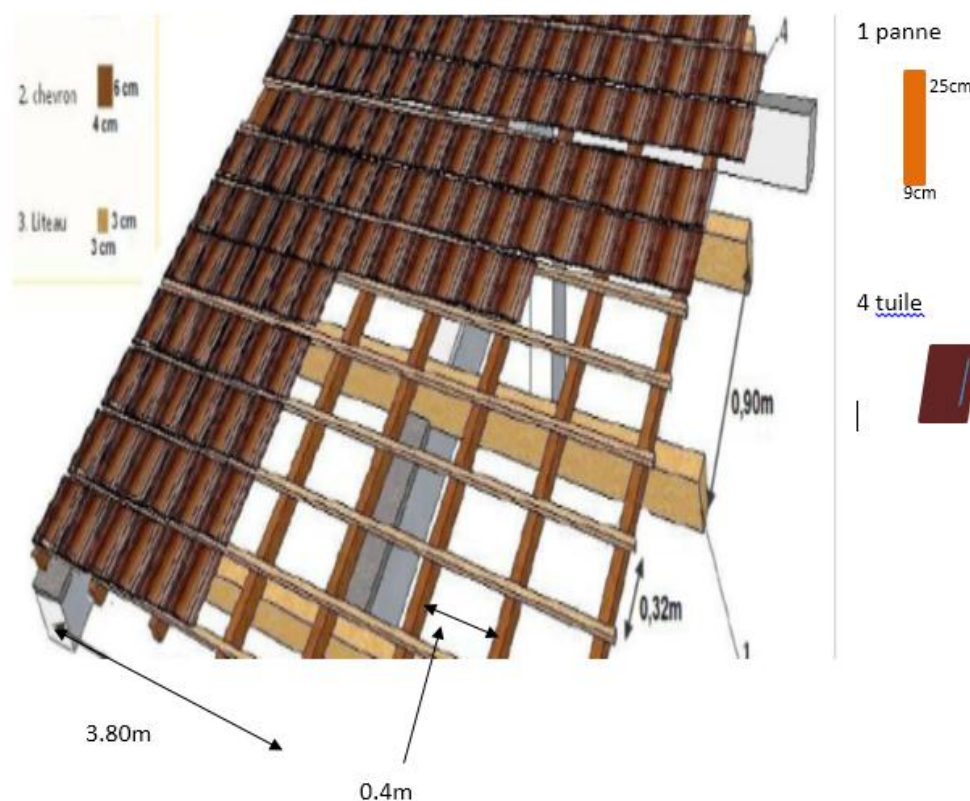 2. chevron
6 cm
4 cm
3. Liteau
3 cm
3 cm
4
1 panne
25cm
9cm
4 tuile
0,90m
0,32m
1
3.80m
0.4m